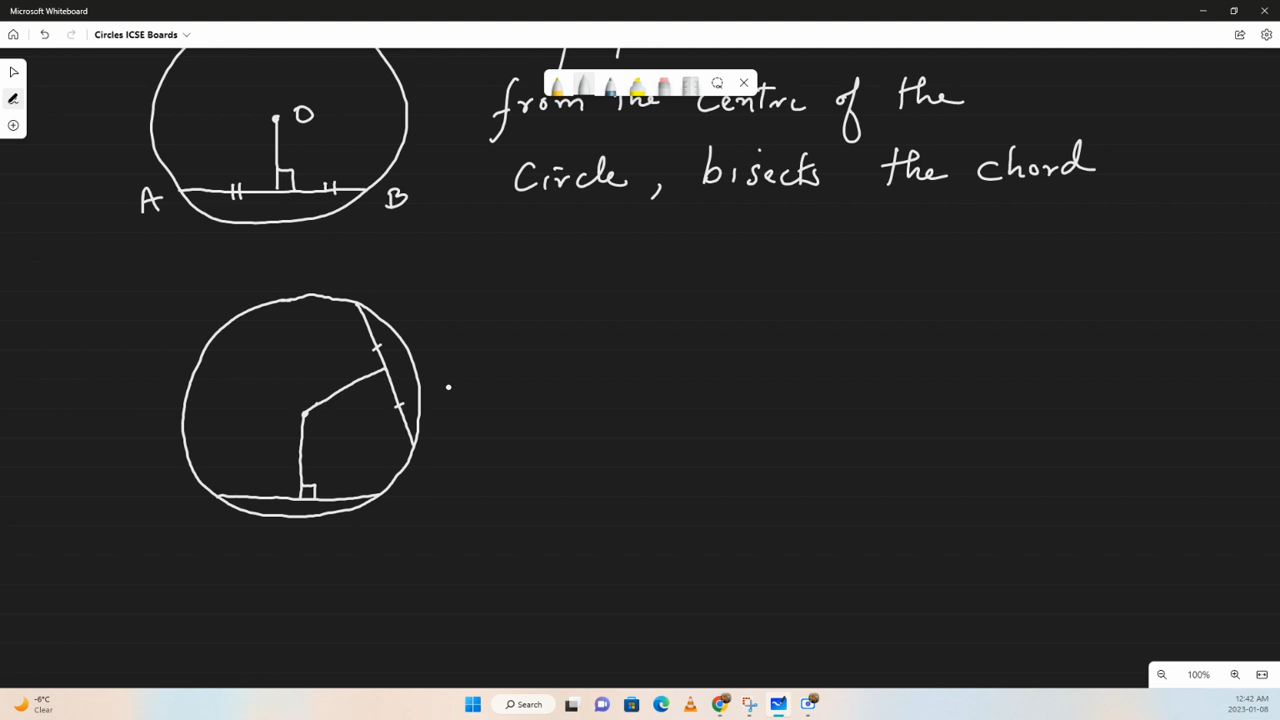 Microsoft Whiteboard
Circles ICSE Boards
O
from the centre of the
A
B
Circle, bisects the chord
100%
-6°C
Clear
Search
12:42 AM
2023-01-08